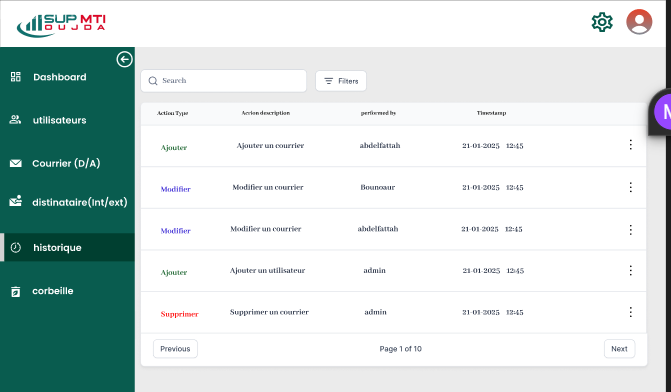 SUP MTI
OUJDA
Dashboard
utilisateurs
Courrier (D/A)
distinataire(Int/ext)
historique
corbeille
Search
Filters
Action Type Acrion description performed by Timestamp
Ajouter Ajouter un courrier abdelfattah 21-01-2025 12:45
Modifier Modifier un courrier Bounoaur 21-01-2025 12:45
Modifier Modifier un courrier abdelfattah 21-01-2025 12:45
Ajouter Ajouter un utilisateur admin 21-01-2025 12:45
Supprimer Supprimer un courrier admin 21-01-2025 12:45
Previous Page 1 of 10 Next
M